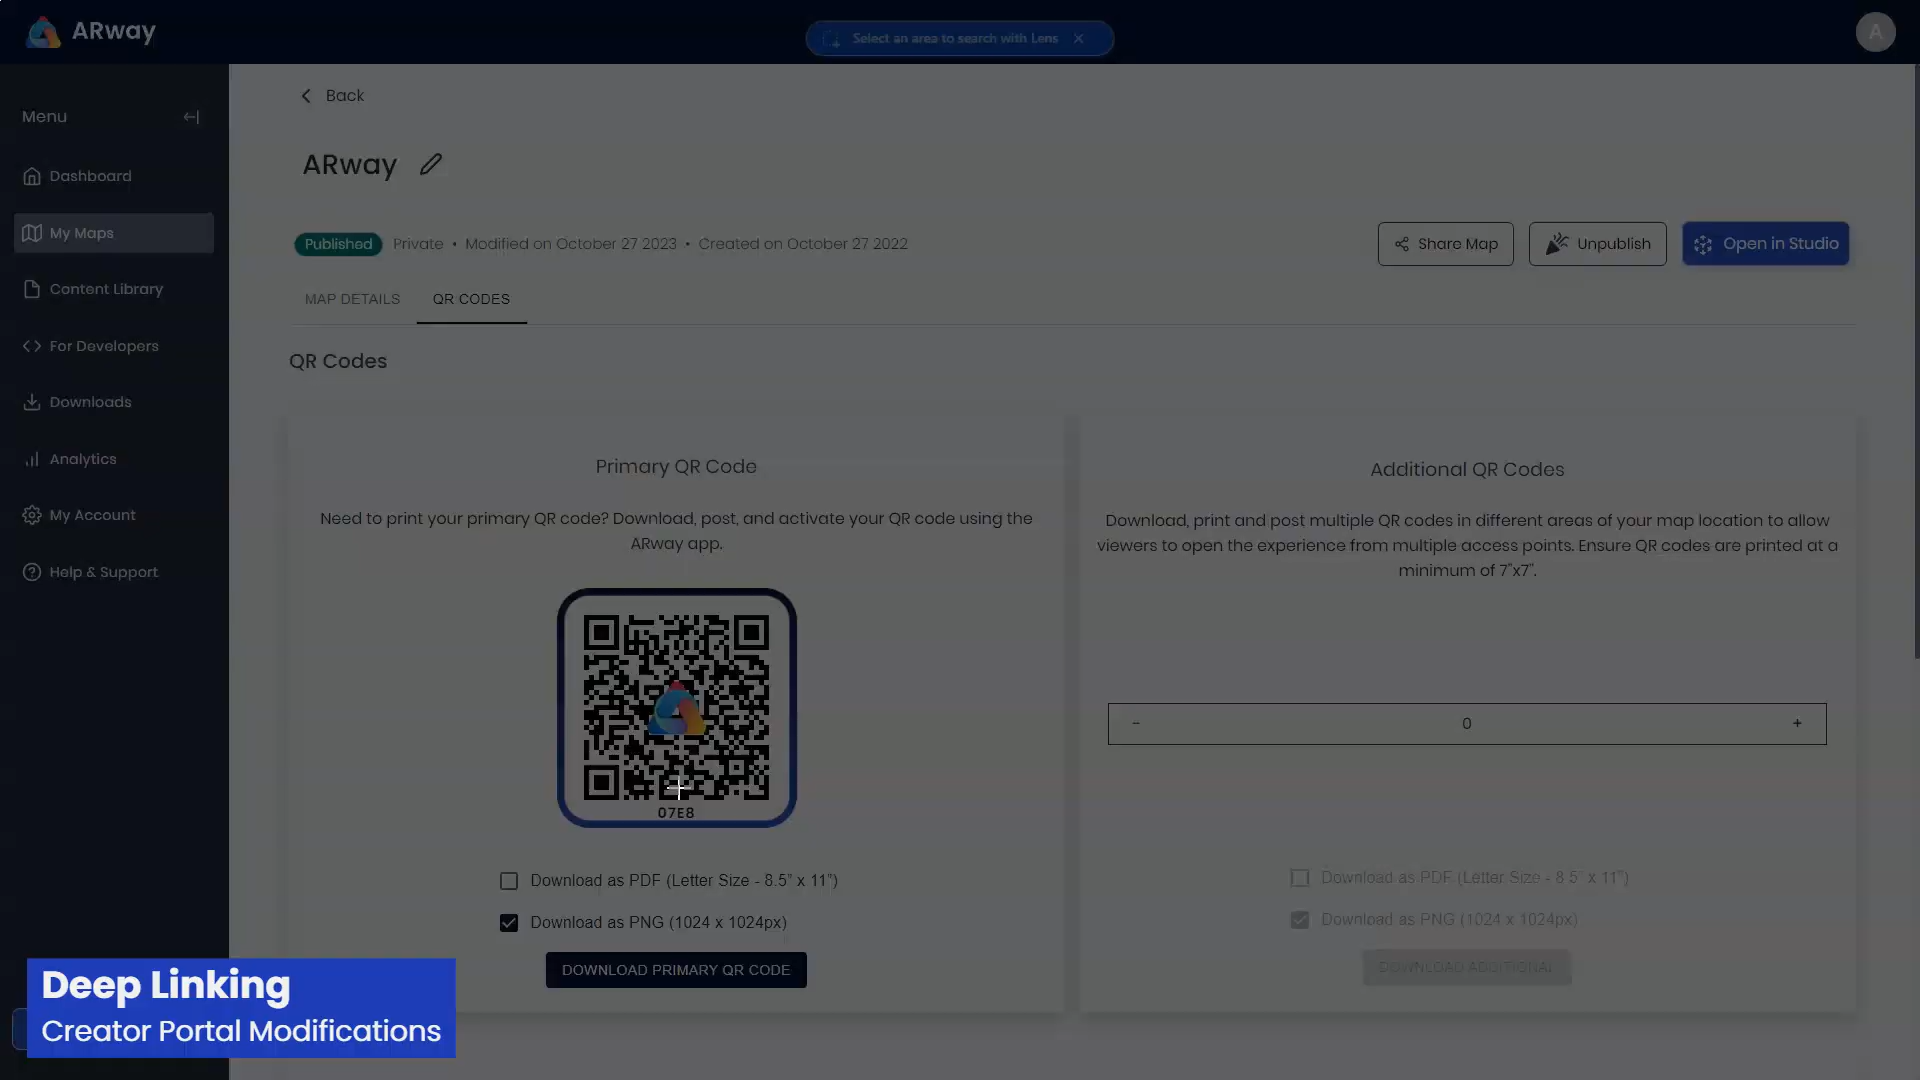 ARway
Select an area to search with Lens
A
Menu
Dashboard
My Maps
Content Library
For Developers
Downloads
Analytics
My Account
Help & Support
Back
ARway
Published Private • Modified on October 27 2023 • Created on October 27 2022
Share Map
Unpublish
Open in Studio
MAP DETAILS
QR CODES
QR Codes
Primary QR Code
Need to print your primary QR code? Download, post, and activate your QR code using the
ARway app.
07E8
Download as PDF (Letter Size - 8.5" x 11")
Download as PNG (1024 x 1024px)
DOWNLOAD PRIMARY QR CODE
Additional QR Codes
Download, print and post multiple QR codes in different areas of your map location to allow
viewers to open the experience from multiple access points. Ensure QR codes are printed at a
minimum of 7"x7".
- 0 +
Download as PDF (Letter Size - 8.5" x 11")
Download as PNG (1024 x 1024px)
DOWNLOAD ADDITIONAL
Deep Linking
Creator Portal Modifications